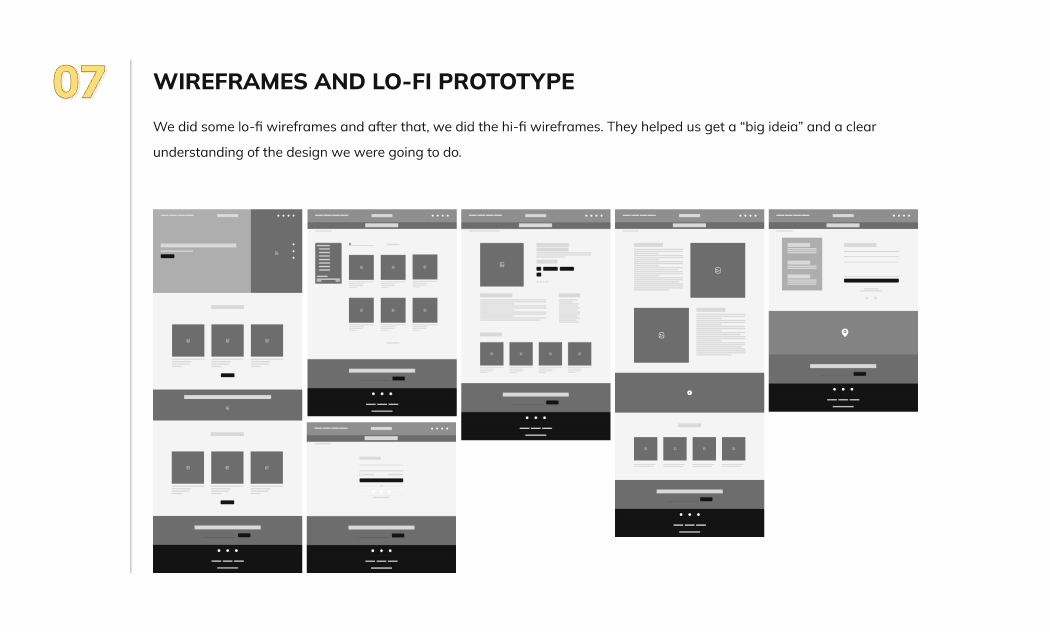 07
WIREFRAMES AND LO-FI PROTOTYPE
We did some lo-fi wireframes and after that, we did the hi-fi wireframes. They helped us get a “big ideia” and a clear
understanding of the design we were going to do.